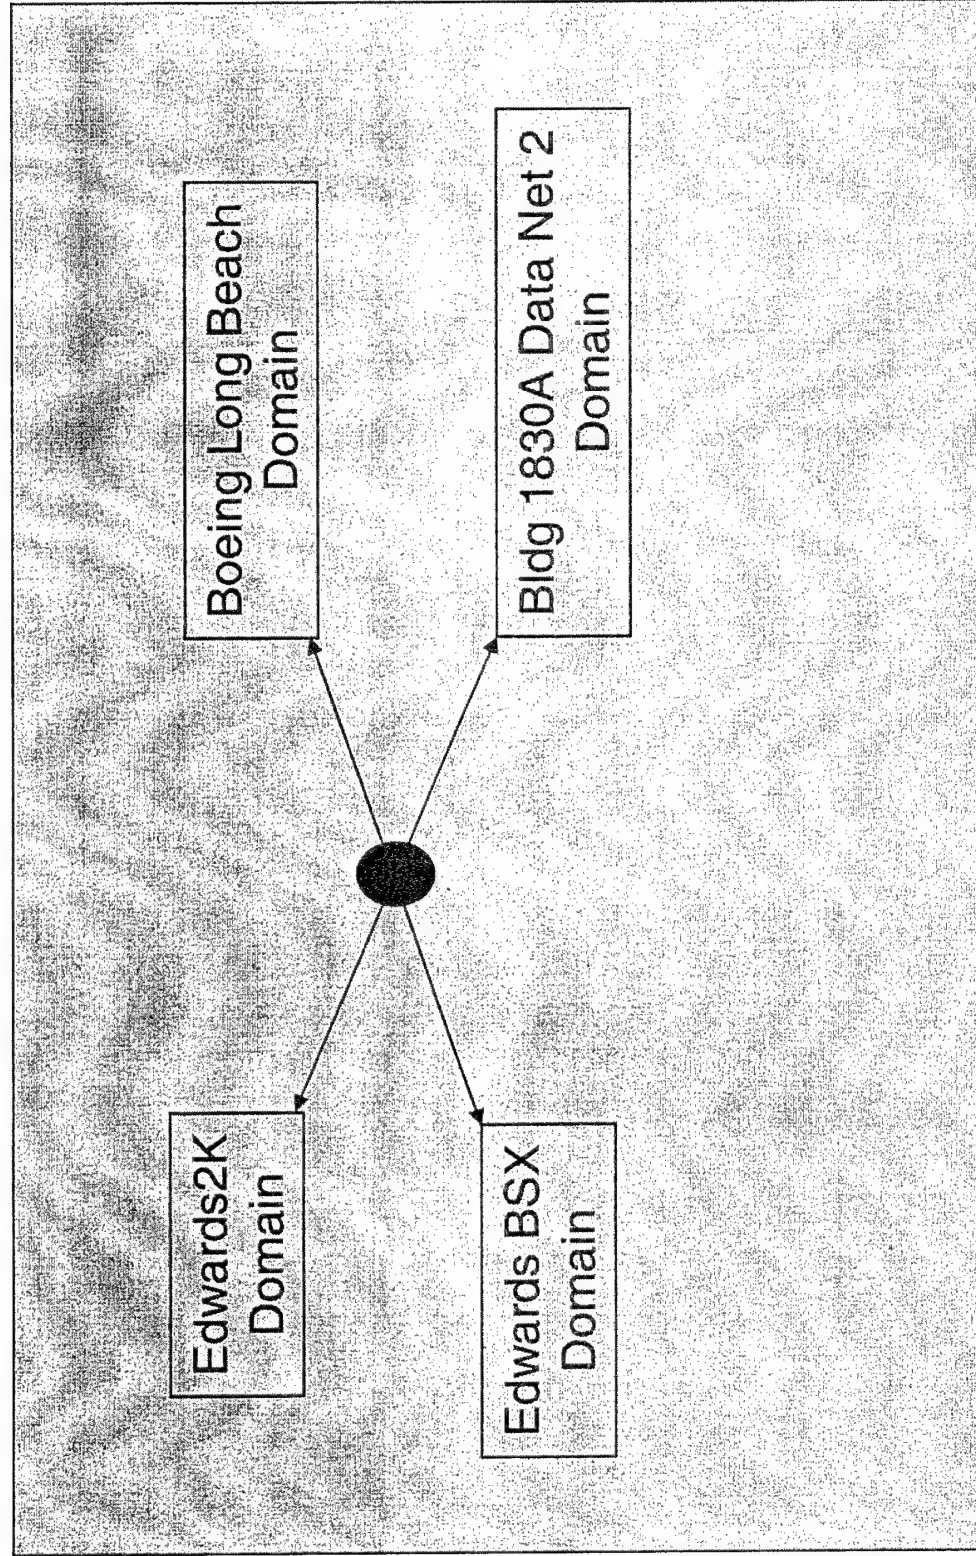 Edwards2K
Domain
Boeing Long Beach
Domain
Edwards BSX
Domain
Bldg 1830A Data Net 2
Domain